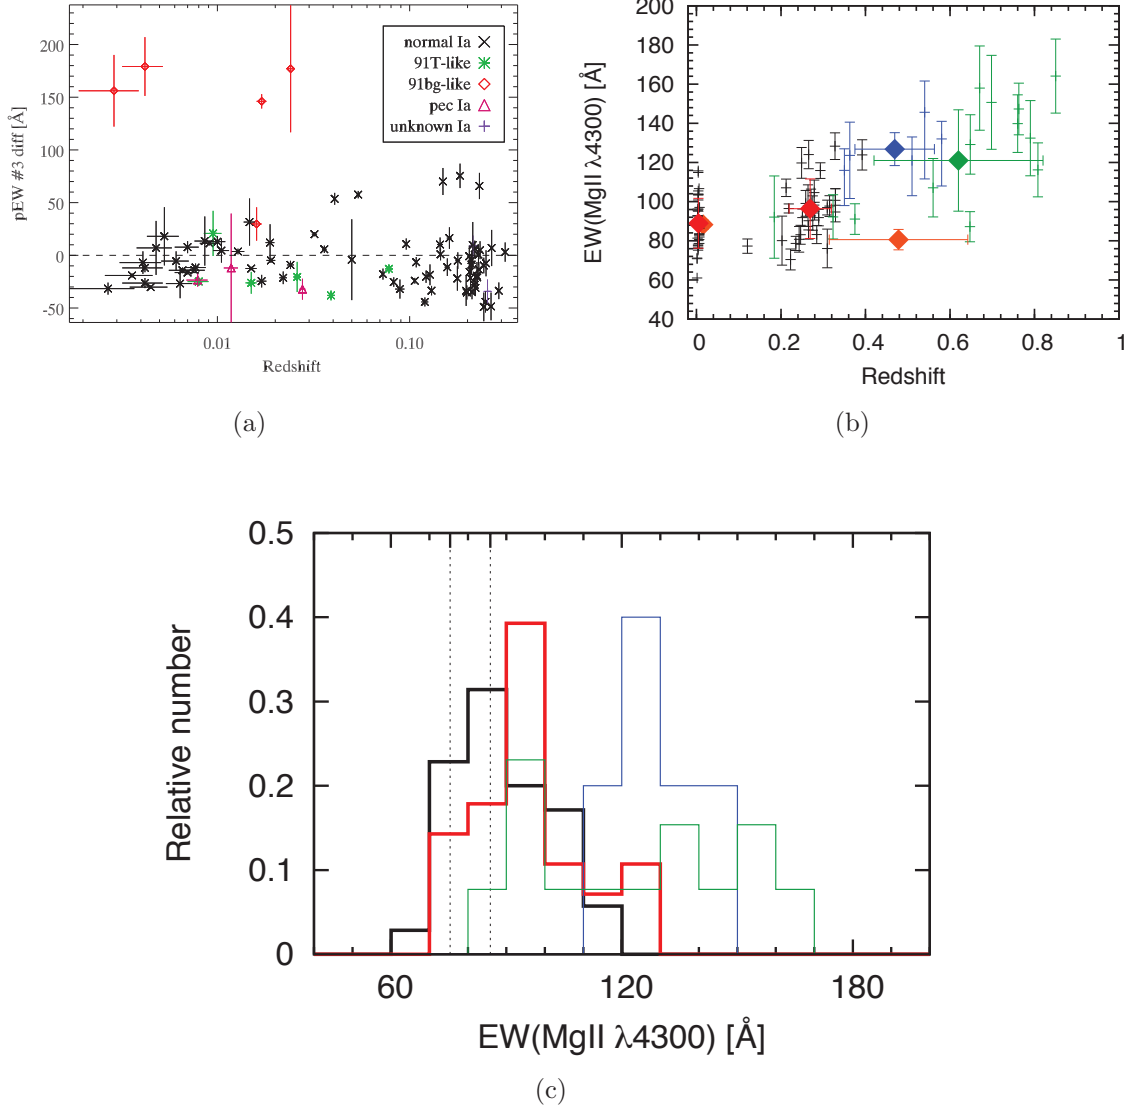 200
150
100
50
0
-50
pEW #3 diff [Å]
normal Ia
91T-like
91bg-like
pec Ia
unknown Ia
0.01
0.10
Redshift
(a)
200
180
160
140
120
100
80
60
40
EW(MgII λ4300) [Å]
0
0.2
0.4
0.6
0.8
1
Redshift
(b)
0.5
0.4
0.3
0.2
0.1
0
Relative number
60
120
180
EW(MgII λ4300) [Å]
(c)